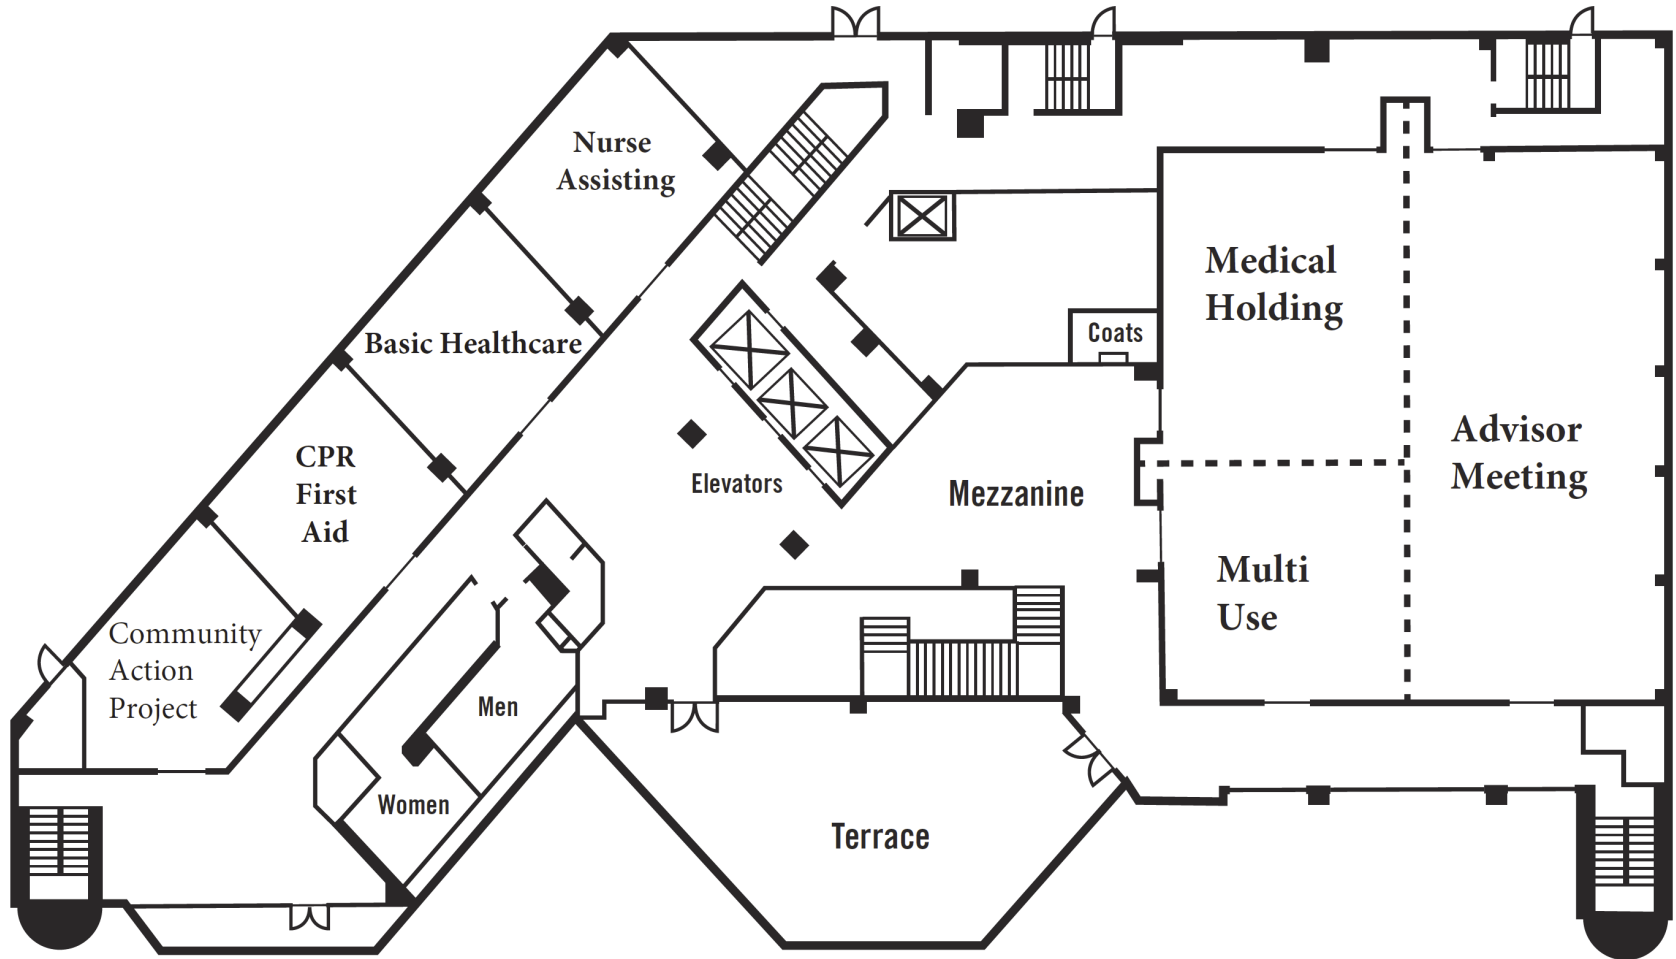 Nurse
Assisting
Basic Healthcare
CPR
First
Aid
Community
Action
Project
Men
Women
Elevators
Mezzanine
Coats
Medical
Holding
Advisor
Meeting
Multi
Use
Terrace